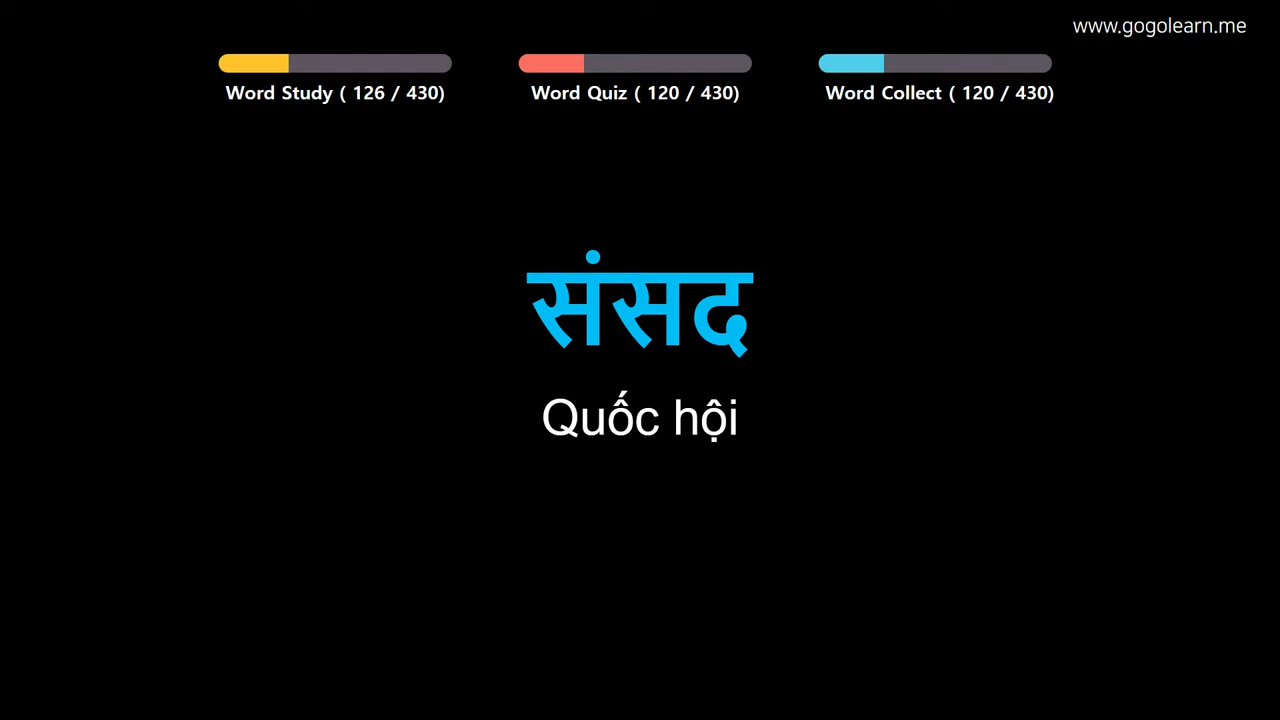 www.gogolearn.me
Word Study ( 126 / 430)
Word Quiz ( 120 / 430)
Word Collect ( 120 / 430)
संसद
Quốc hội